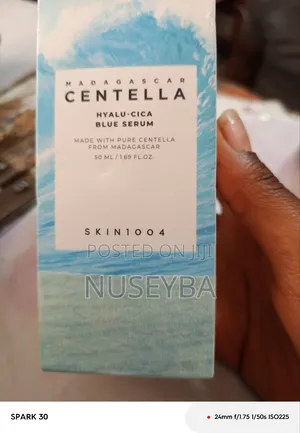 MADAGASCAR
CENTELLA
HYALU-CICA
BLUE SERUM
MADE WITH PURE CENTELLA
FROM MADAGASCAR
50 ML / 1.69 FL.OZ.
SKIN1004
POSTED ON JIJI
NUSEYBA
SPARK 30
24mm f/1.75 1/50s ISO225